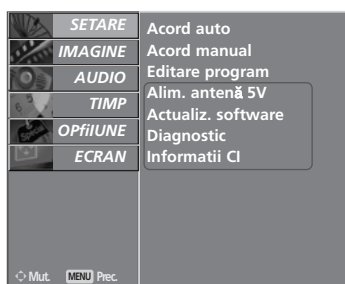 SETARE
IMAGINE
AUDIO
TIMP
OPfiIUNE
ECRAN
Acord auto
Acord manual
Editare program
Alim. antenă 5V
Actualiz. software
Diagnostic
Informatii CI
Mut. MENU Prec.